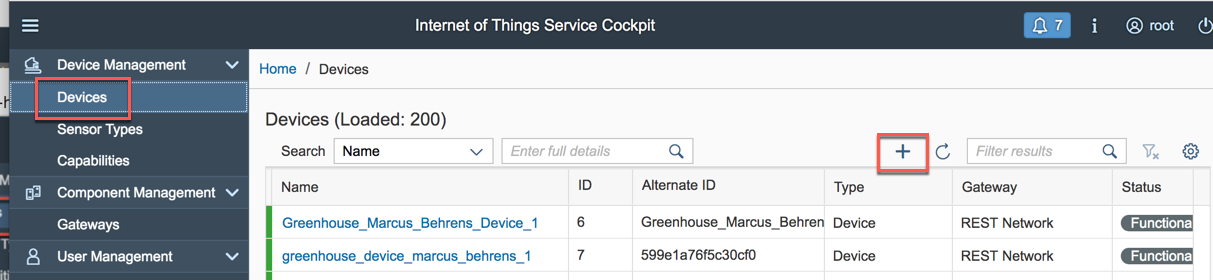 Internet of Things Service Cockpit
7
i
root
Device Management
Devices
Sensor Types
Capabilities
Component Management
Gateways
User Management
Home / Devices
Devices (Loaded: 200)
Search Name Enter full details Filter results
Name ID Alternate ID Type Gateway Status
Greenhouse_Marcus_Behrens_Device_1 6 Greenhouse_Marcus_Behren Device REST Network Functiona
greenhouse_device_marcus_behrens_1 7 599e1a76f5c30cf0 Device REST Network Functiona